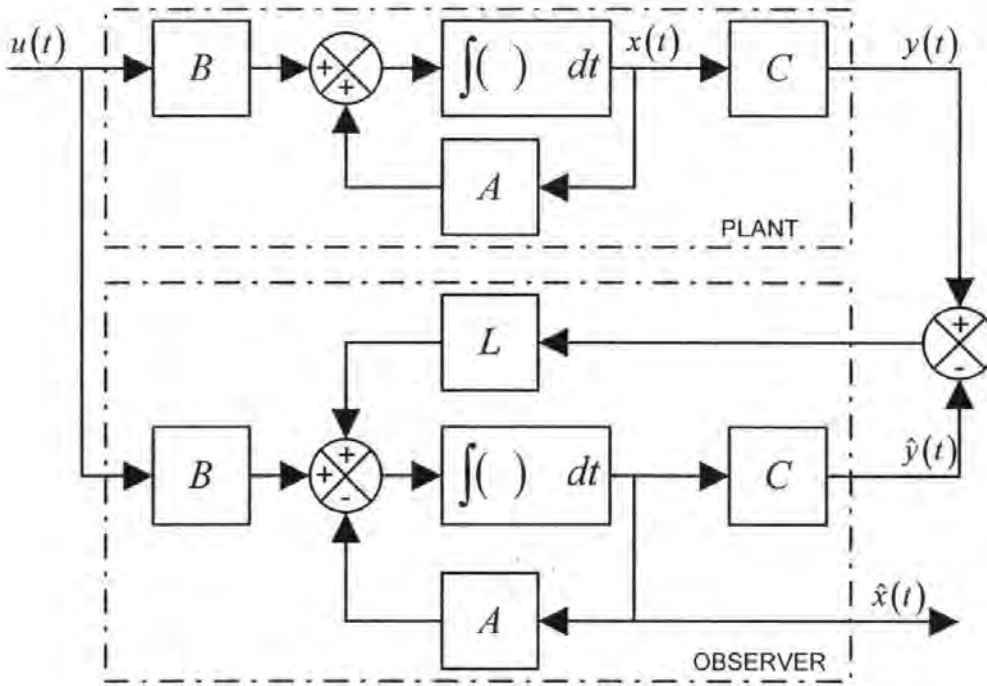 u(t)
B
+
+
∫( ) dt
x(t)
C
y(t)
A
PLANT
L
+
-
B
+
+
-
∫( ) dt
C
ŷ(t)
A
x̂(t)
OBSERVER